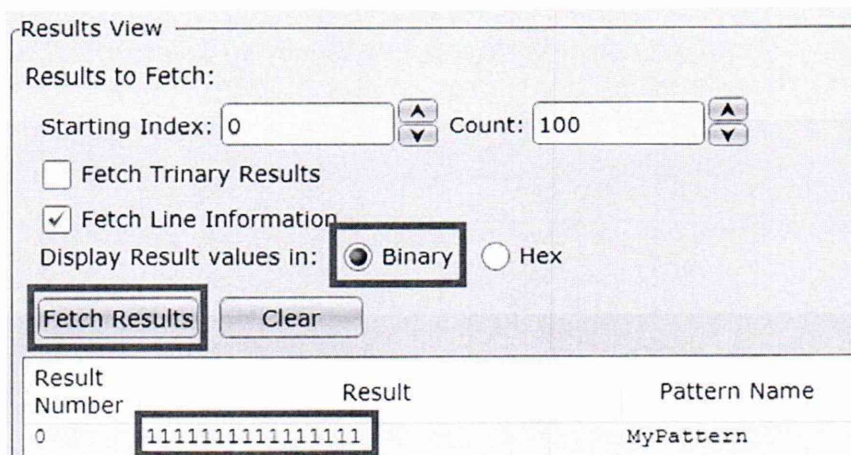 Results View
Results to Fetch:
Starting Index: 0 Count: 100
Fetch Trinary Results
Fetch Line Information
Display Result values in: Binary Hex
Fetch Results Clear
Result Number Result Pattern Name
0 1111111111111111 MyPattern